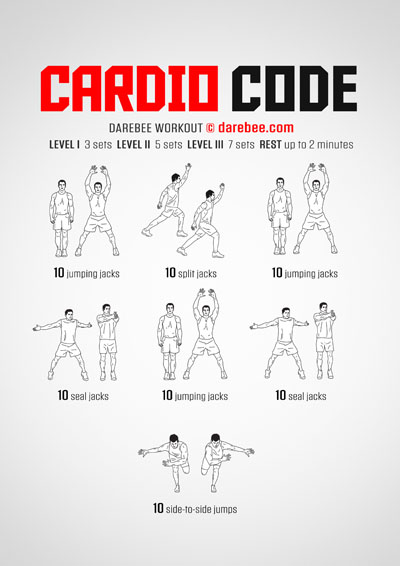 CARDIO CODE
DAREBEE WORKOUT © darebee.com
LEVEL I 3 sets LEVEL II 5 sets LEVEL III 7 sets REST up to 2 minutes
10 jumping jacks
10 split jacks
10 jumping jacks
10 seal jacks
10 jumping jacks
10 seal jacks
10 side-to-side jumps